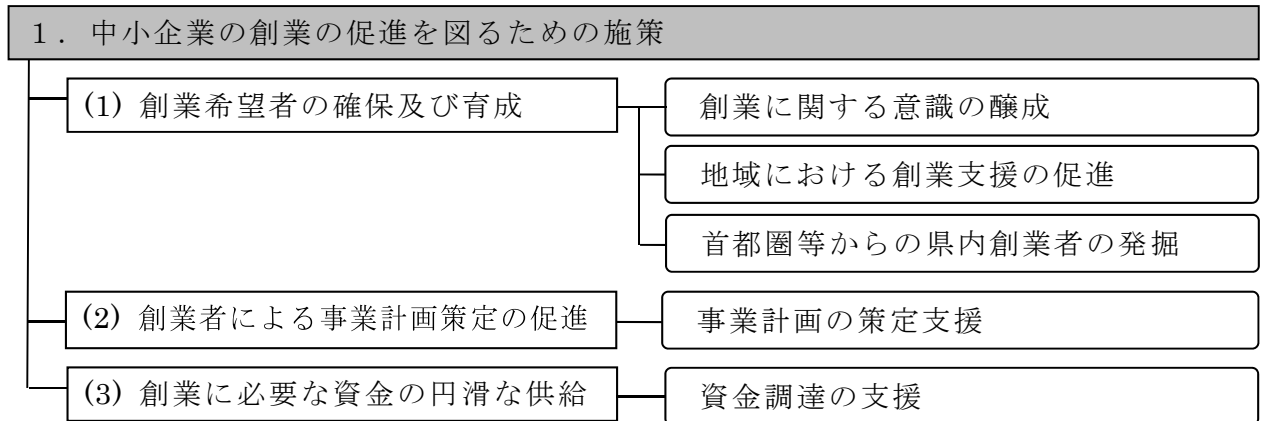 １．中小企業の創業の促進を図るための施策
(1) 創業希望者の確保及び育成
創業に関する意識の醸成
地域における創業支援の促進
首都圏等からの県内創業者の発掘
(2) 創業者による事業計画策定の促進
事業計画の策定支援
(3) 創業に必要な資金の円滑な供給
資金調達の支援